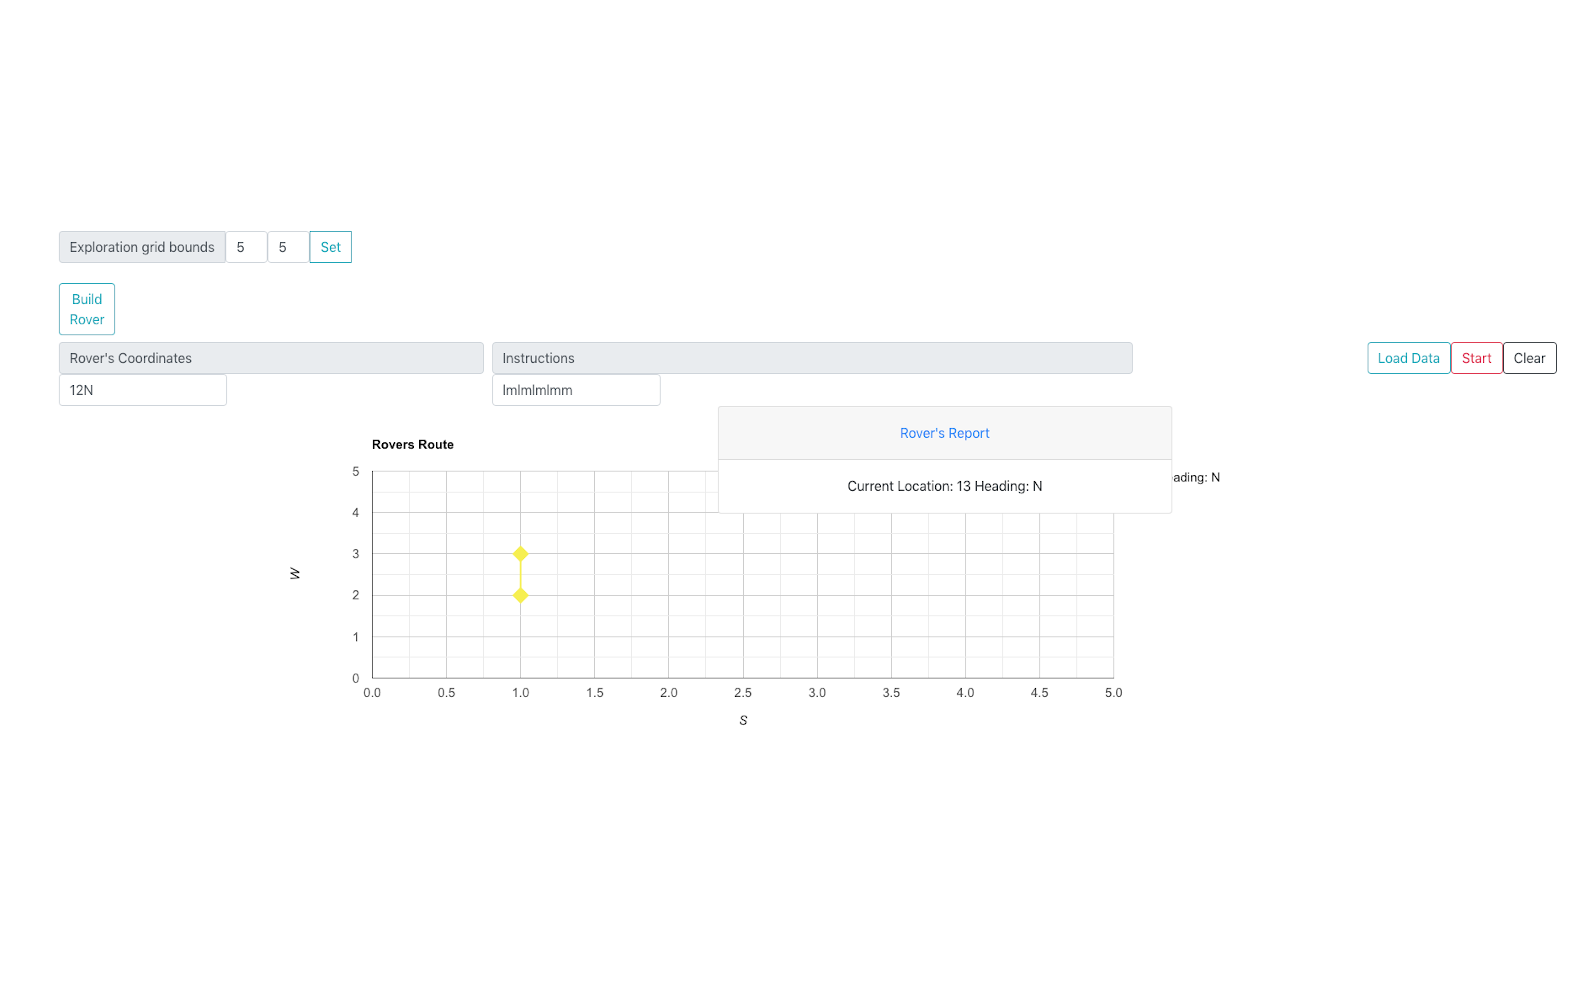 Exploration grid bounds 5 5 Set
Build
Rover
Rover's Coordinates Instructions Load Data Start Clear
12N lmlmlmlmm
Rover's Report
Rovers Route
Current Location: 13 Heading: N
ading: N
5
4
3
2
1
0
W
0.0 0.5 1.0 1.5 2.0 2.5 3.0 3.5 4.0 4.5 5.0
S